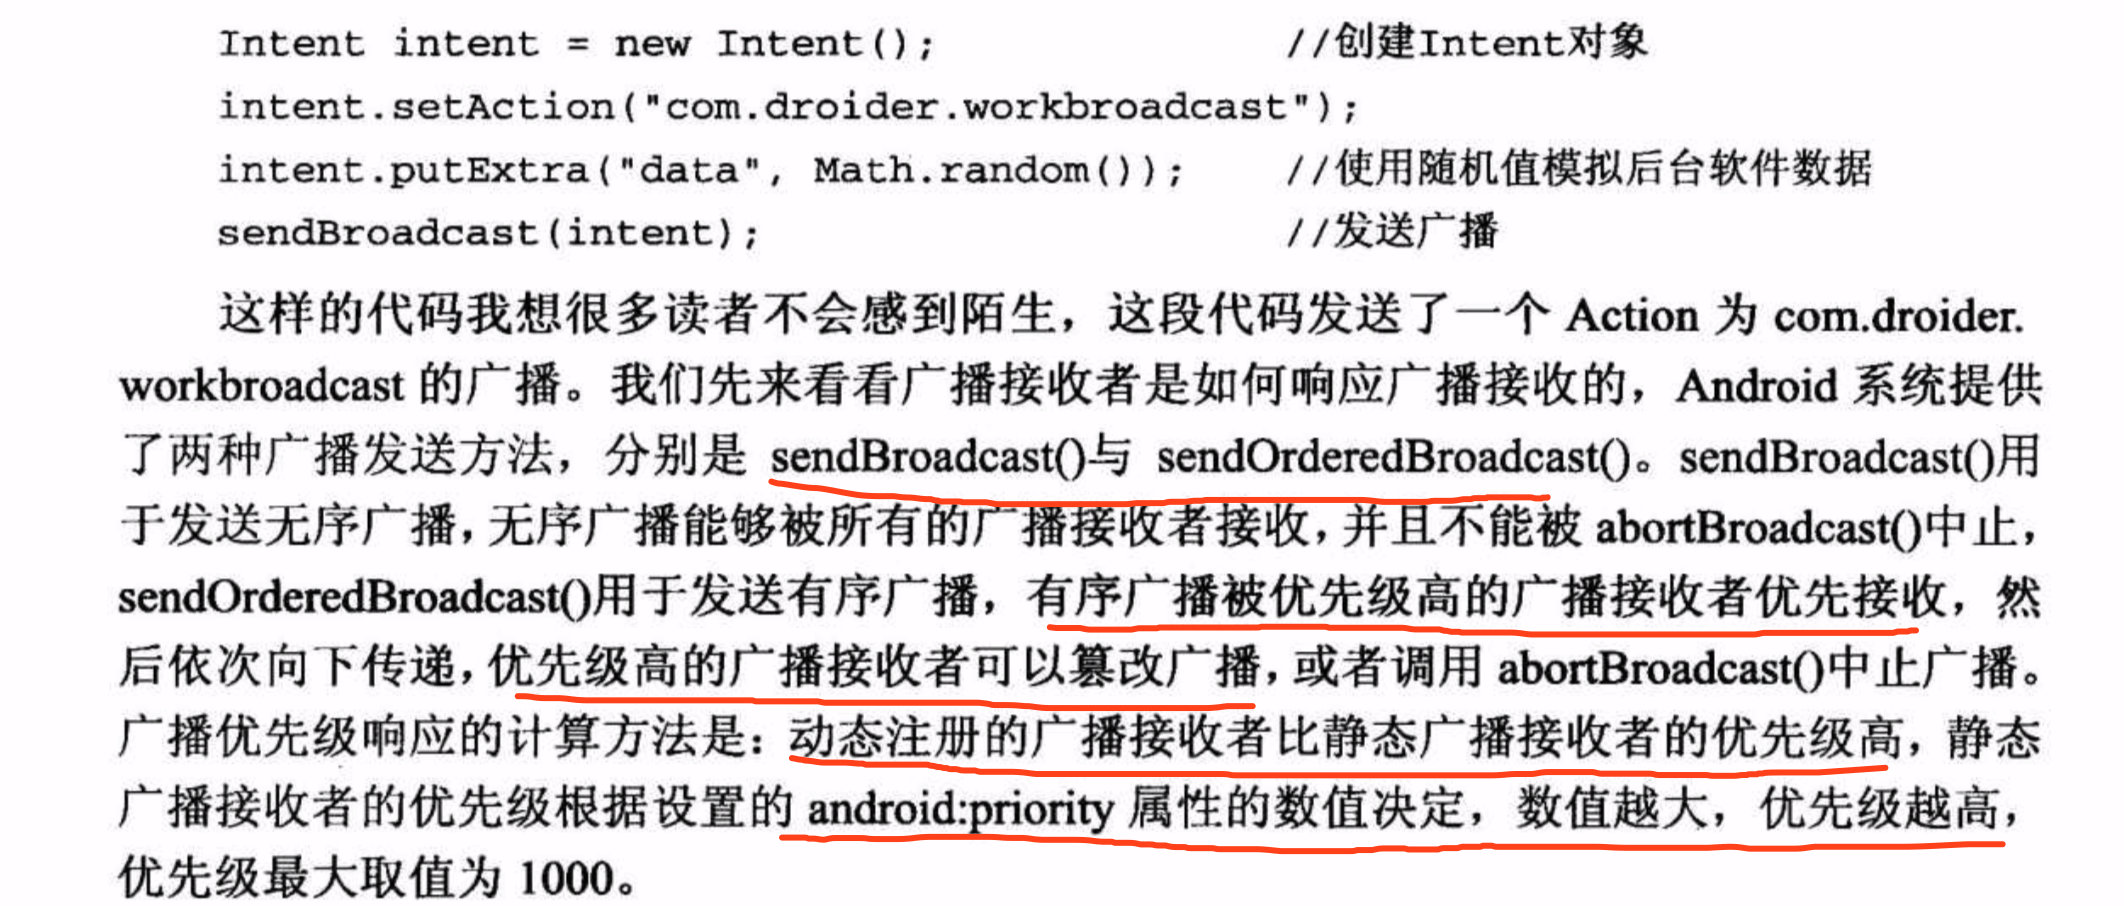 Intent intent = new Intent(); //创建Intent对象
intent.setAction("com.droider.workbroadcast");
intent.putExtra("data", Math.random()); //使用随机值模拟后台软件数据
sendBroadcast(intent); //发送广播
这样的代码我想很多读者不会感到陌生，这段代码发送了一个 Action 为 com.droider.
workbroadcast 的广播。我们先来看看广播接收者是如何响应广播接收的，Android 系统提供
了两种广播发送方法，分别是 sendBroadcast()与 sendOrderedBroadcast()。sendBroadcast()用
于发送无序广播，无序广播能够被所有的广播接收者接收，并且不能被 abortBroadcast()中止，
sendOrderedBroadcast()用于发送有序广播，有序广播被优先级高的广播接收者优先接收，然
后依次向下传递，优先级高的广播接收者可以篡改广播，或者调用 abortBroadcast()中止广播。
广播优先级响应的计算方法是：动态注册的广播接收者比静态广播接收者的优先级高，静态
广播接收者的优先级根据设置的 android:priority 属性的数值决定，数值越大，优先级越高，
优先级最大取值为 1000。